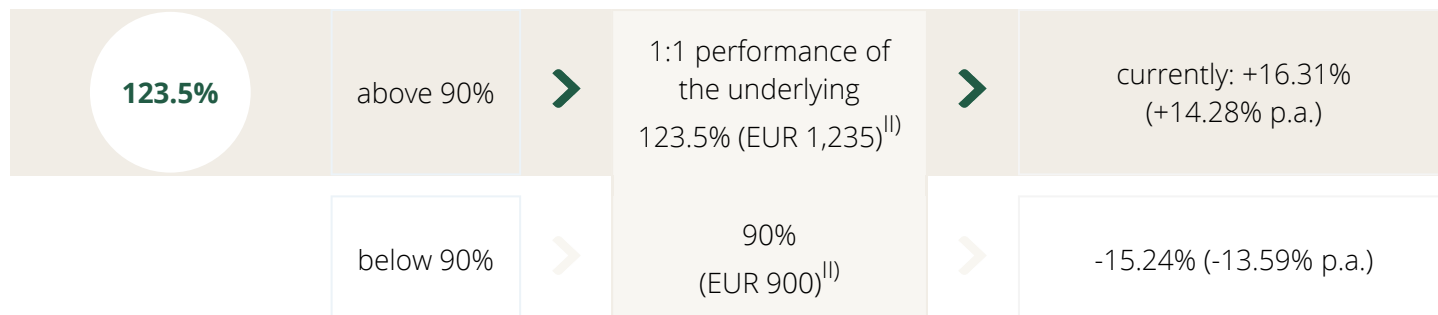 123.5%
above 90%
1:1 performance of
the underlying
123.5% (EUR 1,235)II)
currently: +16.31%
(+14.28% p.a.)
below 90%
90%
(EUR 900)II)
-15.24% (-13.59% p.a.)